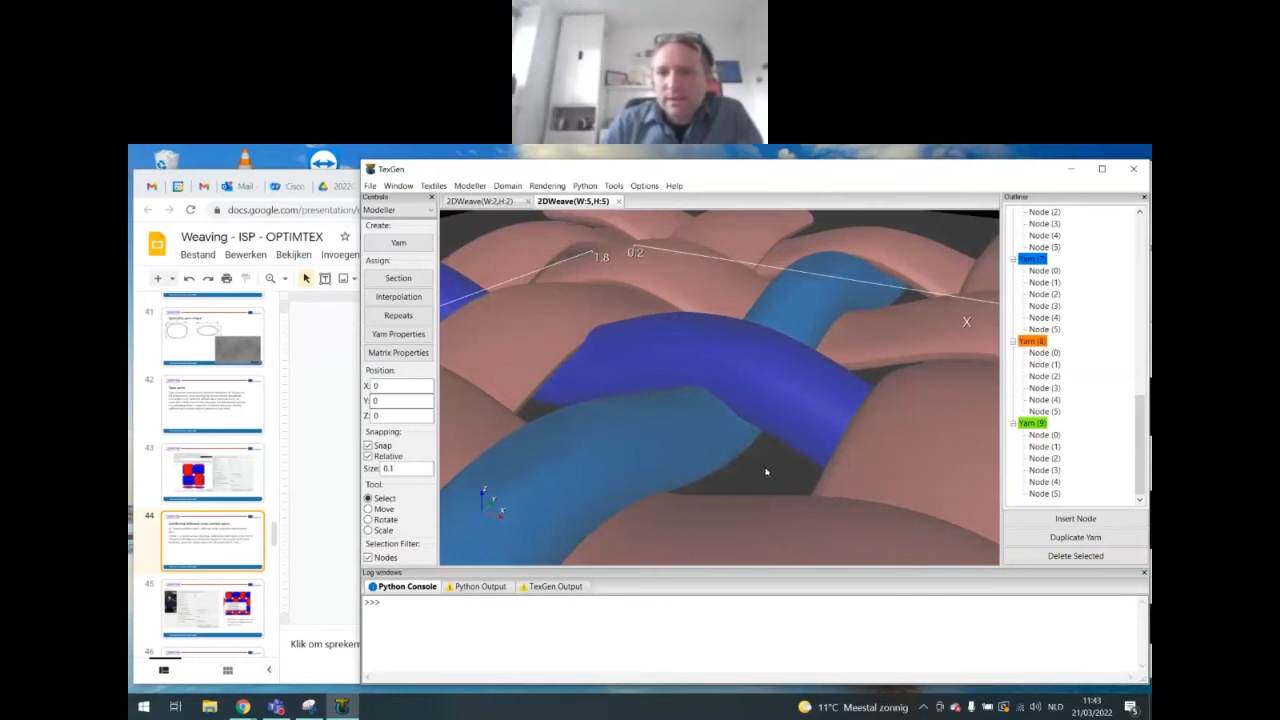 TexGen
File Window Textiles Modeller Domain Rendering Python Tools Options Help
Mail
Cisco
docs.google.com/presentation/
Weaving - ISP - OPTIMTEX
Bestand Bewerken Bekijken Invoegen
41
42
43
44
45
46
Klik om spreker
Controls
Modeller
Create:
Yarn
Assign:
Section
Interpolation
Repeats
Yarn Properties
Matrix Properties
Position:
X: 0
Y: 0
Z: 0
Snapping:
Snap
Relative
Size: 0.1
Tool:
Select
Move
Rotate
Scale
Selection Filter:
Nodes
2DWeave(W:2,H:2)
2DWeave(W:5,H:5)
1.8
0.2
X
Outliner
Node (2)
Node (3)
Node (4)
Node (5)
Yarn (7)
Node (0)
Node (1)
Node (2)
Node (3)
Node (4)
Node (5)
Yarn (8)
Node (0)
Node (1)
Node (2)
Node (3)
Node (4)
Node (5)
Yarn (9)
Node (0)
Node (1)
Node (2)
Node (3)
Node (4)
Node (5)
Insert Node
Duplicate Yarn
Delete Selected
Log windows
Python Console
Python Output
TexGen Output
>>>
11°C Meestal zonnig
NLD
11:43
21/03/2022